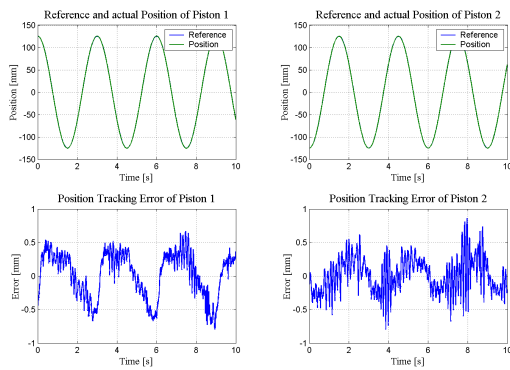 Reference and actual Position of Piston 1
150
100
50
0
-50
-100
-150
Position [mm]
Reference
Position
0 2 4 6 8 10
Time [s]
Reference and actual Position of Piston 2
150
100
50
0
-50
-100
-150
Position [mm]
Reference
Position
0 2 4 6 8 10
Time [s]
Position Tracking Error of Piston 1
1
0.5
0
-0.5
-1
Error [mm]
0 2 4 6 8 10
Time [s]
Position Tracking Error of Piston 2
1
0.5
0
-0.5
-1
Error [mm]
0 2 4 6 8 10
Time [s]